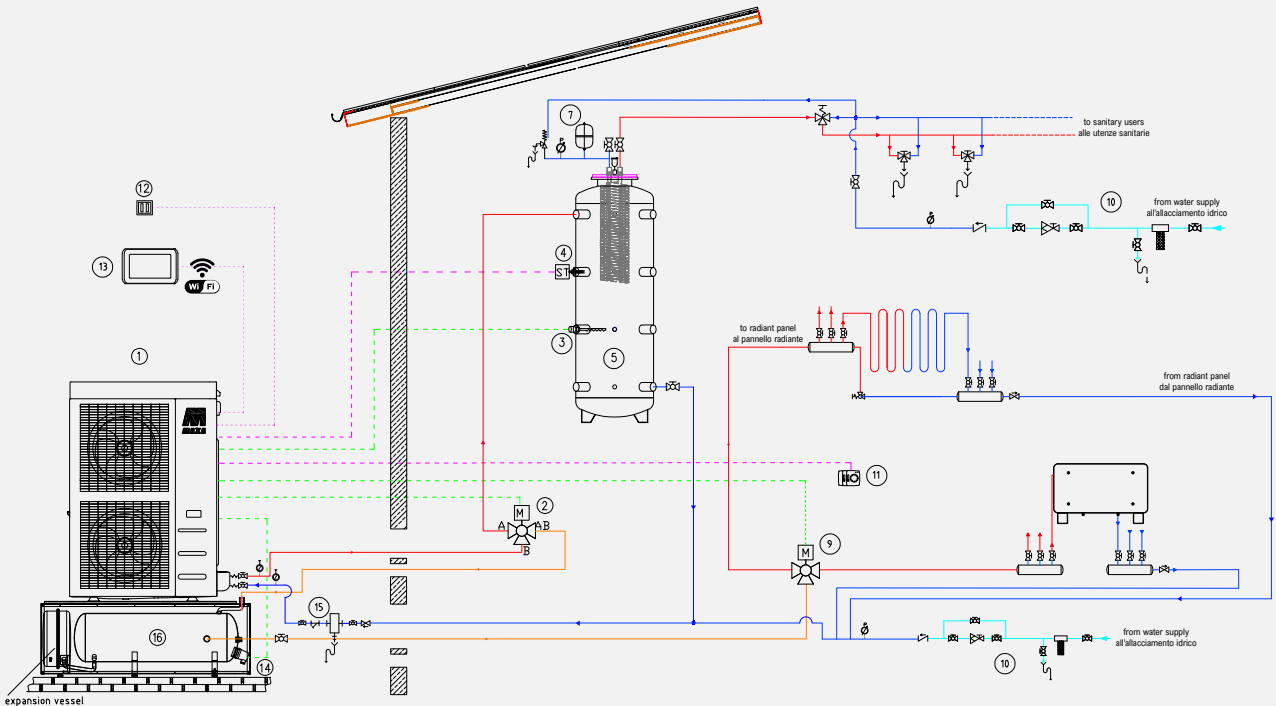 7
to sanitary users
alle utenze sanitarie
12
10
from water supply
all'allacciamento idrico
13
Wi Fi
4
ST
3
5
1
to radiant panel
al pannello radiante
from radiant panel
dal pannello radiante
11
M
2
A
AB
B
M
9
15
16
14
10
from water supply
all'allacciamento idrico
expansion vessel